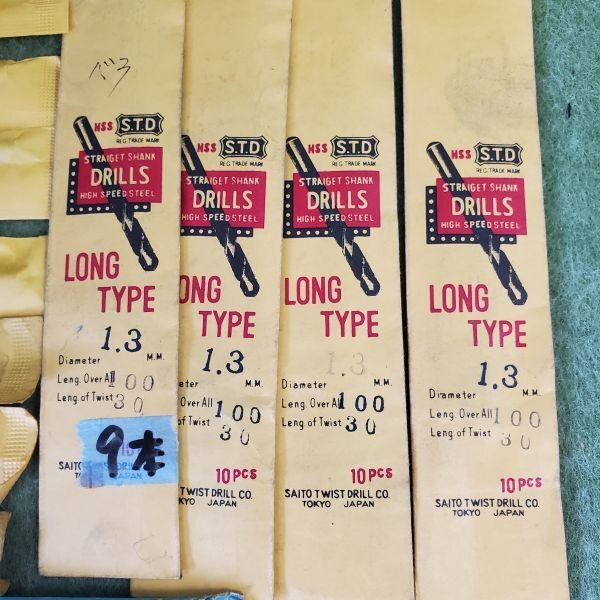 バラ
HSS S.T.D
REG. TRADE MARK
STRAIGET SHANK
DRILLS
HIGH SPEED STEEL
LONG
TYPE
1.3
Diameter M.M.
Leng. Over All 100
Leng. of Twist 30
9本
SAITO TWIST DRILL CO.
TOKYO JAPAN
HSS S.T.D
REG. TRADE MARK
STRAIGET SHANK
DRILLS
HIGH SPEED STEEL
ONG
TYPE
1.3
eter M.M.
Over All 100
of Twist 30
10 PCS
TWIST DRILL CO.
KYO JAPAN
HSS S.T.D
REG. TRADE MARK
STRAIGET SHANK
DRILLS
HIGH SPEED STEEL
LONG
TYPE
1.3
Diameter M.M.
Leng. Over All 100
Leng. of Twist 30
10 PCS
SAITO TWIST DRILL CO.
TOKYO JAPAN
HSS S.T.D
REG. TRADE MARK
STRAIGET SHANK
DRILLS
HIGH SPEED STEEL
LONG
TYPE
1.3
Diameter M.M.
Leng. Over All 100
Leng. of Twist 30
10 PCS
SAITO TWIST DRILL CO.
TOKYO JAPAN